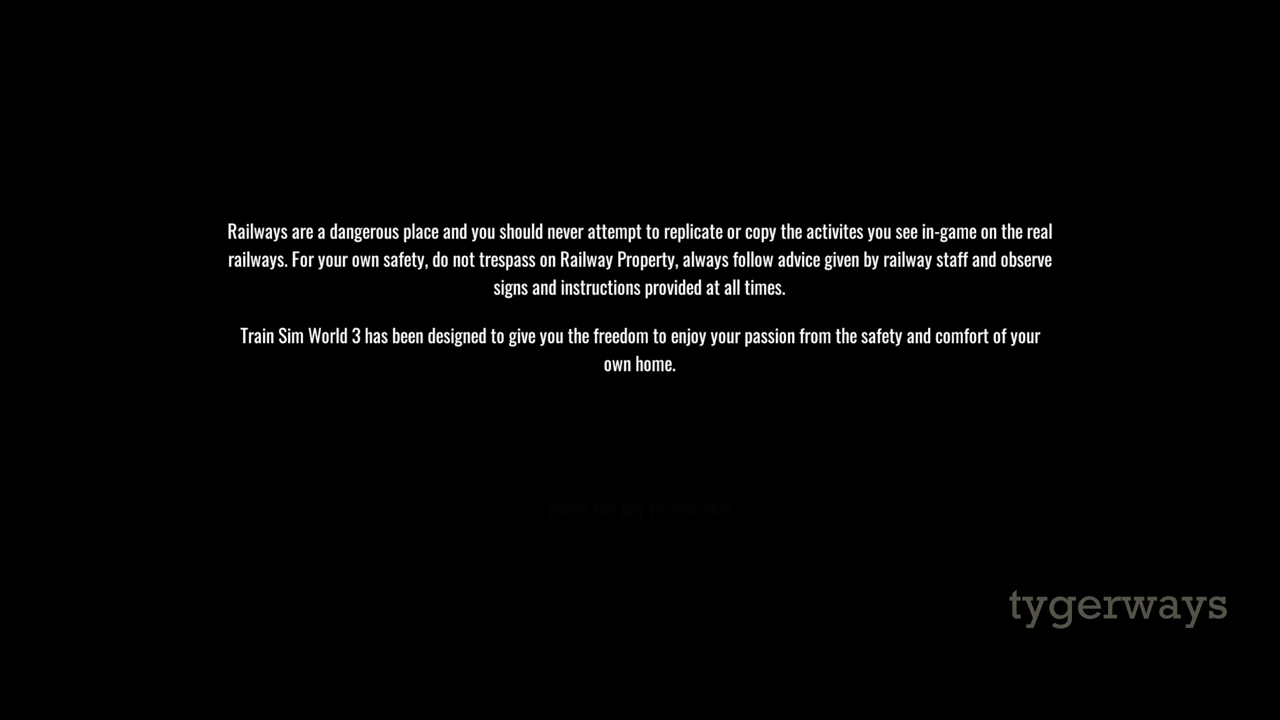 Railways are a dangerous place and you should never attempt to replicate or copy the activites you see in-game on the real
railways. For your own safety, do not trespass on Railway Property, always follow advice given by railway staff and observe
signs and instructions provided at all times.
Train Sim World 3 has been designed to give you the freedom to enjoy your passion from the safety and comfort of your
own home.
tygerways